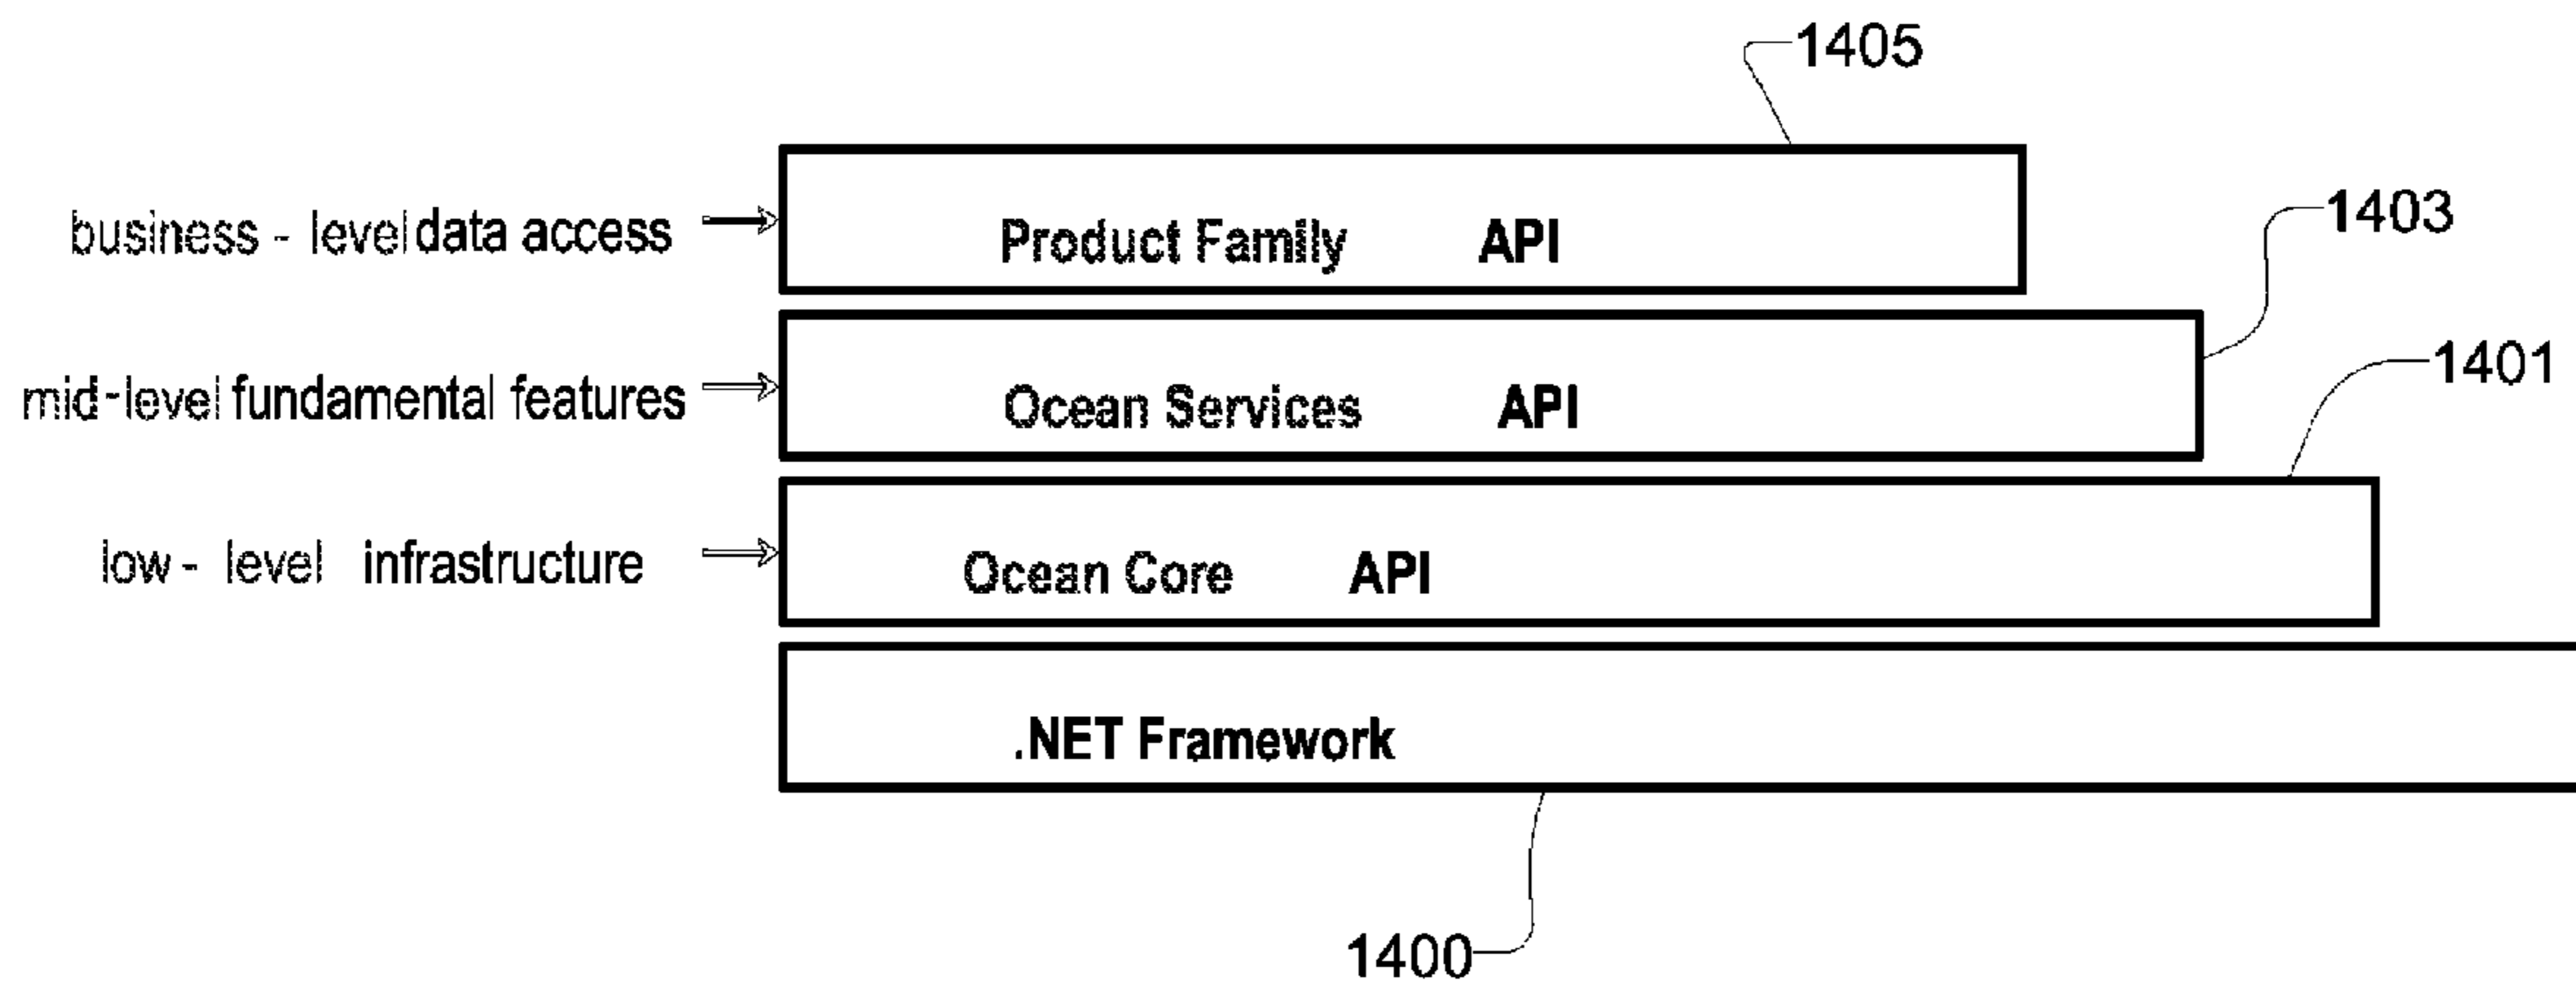 1405
business - level data access
Product Family API
1403
mid-level fundamental features
Ocean Services API
1401
low - level infrastructure
Ocean Core API
.NET Framework
1400